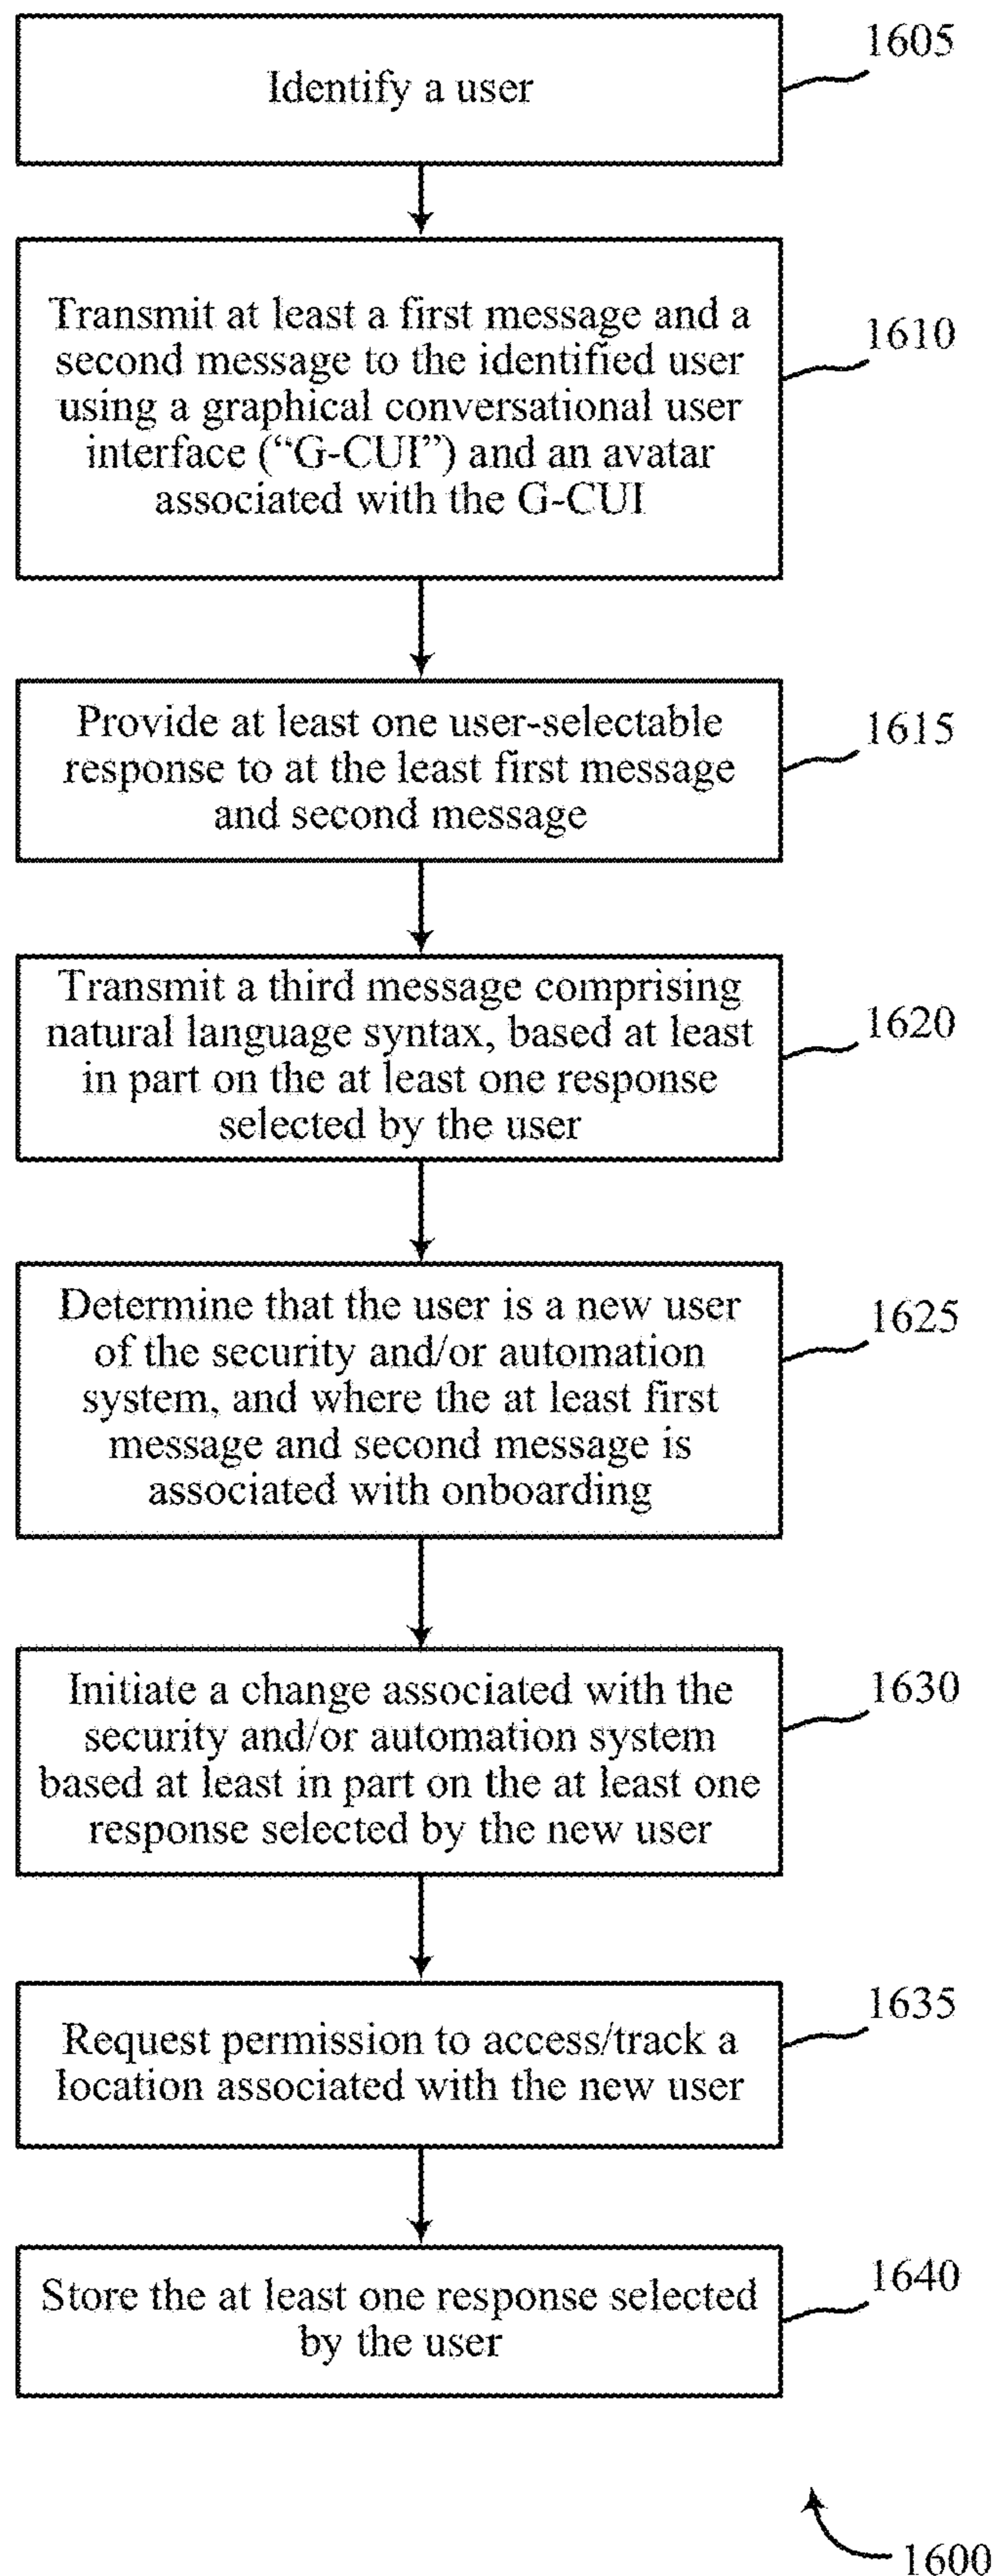 Identify a user
1605
Transmit at least a first message and a
second message to the identified user
using a graphical conversational user
interface (“G-CUI”) and an avatar
associated with the G-CUI
1610
Provide at least one user-selectable
response to at the least first message
and second message
1615
Transmit a third message comprising
natural language syntax, based at least
in part on the at least one response
selected by the user
1620
Determine that the user is a new user
of the security and/or automation
system, and where the at least first
message and second message is
associated with onboarding
1625
Initiate a change associated with the
security and/or automation system
based at least in part on the at least one
response selected by the new user
1630
Request permission to access/track a
location associated with the new user
1635
Store the at least one response selected
by the user
1640
1600